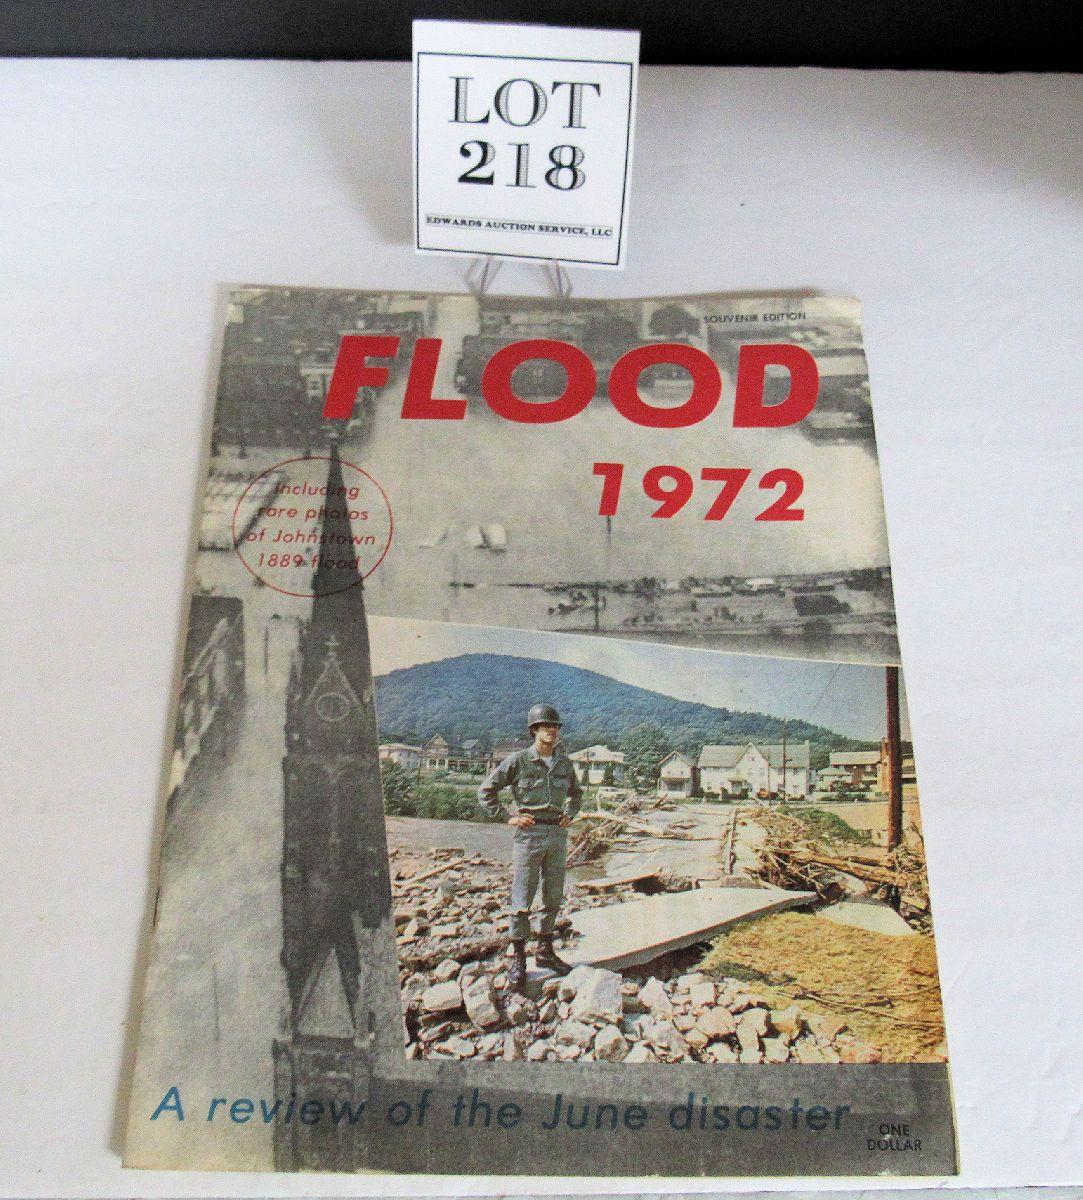 LOT
218
EDWARDS AUCTION SERVICE, LLC
SOUVENIR EDITION
FLOOD
1972
Including
rare photos
of Johnstown
1889 flood
A review of the June disaster
ONE
DOLLAR